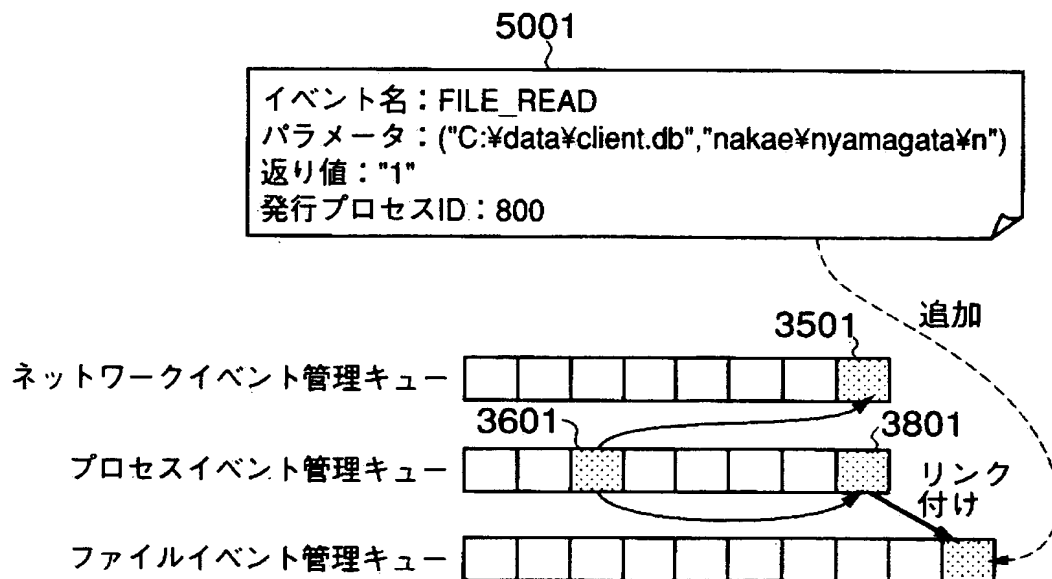 5001
イベント名：FILE_READ
パラメータ：("C:¥data¥client.db","nakae¥nyamagata¥n")
返り値："1"
発行プロセスID：800
追加
3501
ネットワークイベント管理キュー
3601
3801
プロセスイベント管理キュー
リンク
付け
ファイルイベント管理キュー